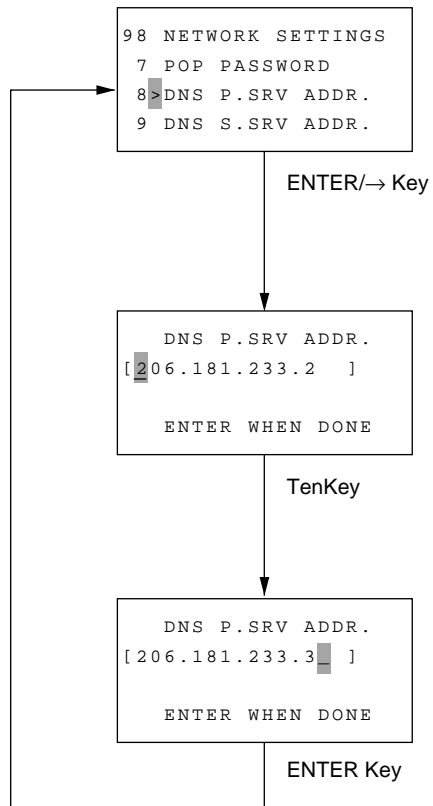 98 NETWORK SETTINGS
7 POP PASSWORD
8>DNS P.SRV ADDR.
9 DNS S.SRV ADDR.
ENTER/→ Key
DNS P.SRV ADDR.
[206.181.233.2 ]
ENTER WHEN DONE
TenKey
DNS P.SRV ADDR.
[206.181.233.3_ ]
ENTER WHEN DONE
ENTER Key